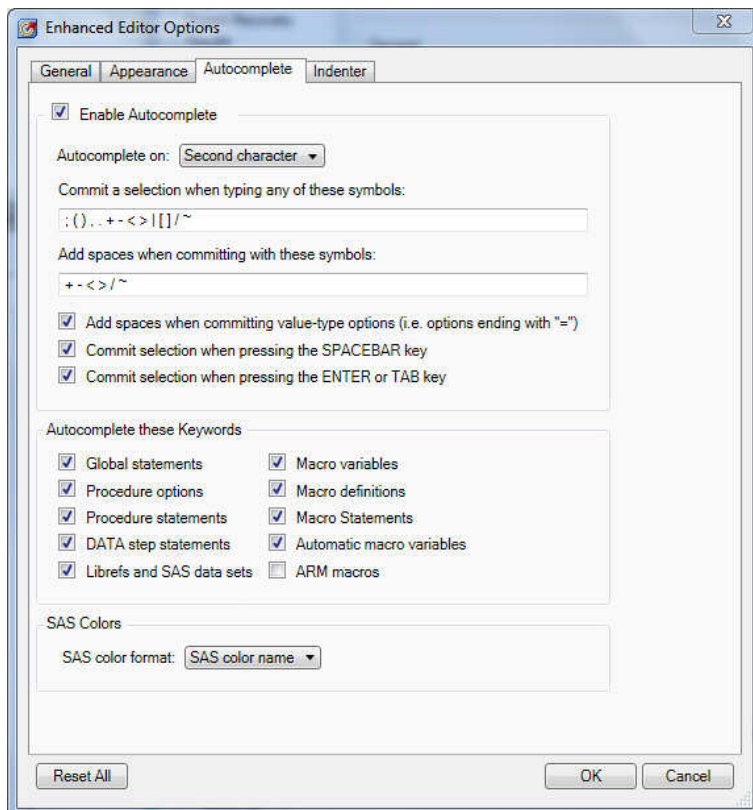 Enhanced Editor Options
General Appearance Autocomplete Indenter
Enable Autocomplete
Autocomplete on: Second character
Commit a selection when typing any of these symbols:
; ( ) , . + - < > | [ ] / ~
Add spaces when committing with these symbols:
+ - < > / ~
Add spaces when committing value-type options (i.e. options ending with "=")
Commit selection when pressing the SPACEBAR key
Commit selection when pressing the ENTER or TAB key
Autocomplete these Keywords
Global statements Macro variables
Procedure options Macro definitions
Procedure statements Macro Statements
DATA step statements Automatic macro variables
Librefs and SAS data sets ARM macros
SAS Colors
SAS color format: SAS color name
Reset All OK Cancel